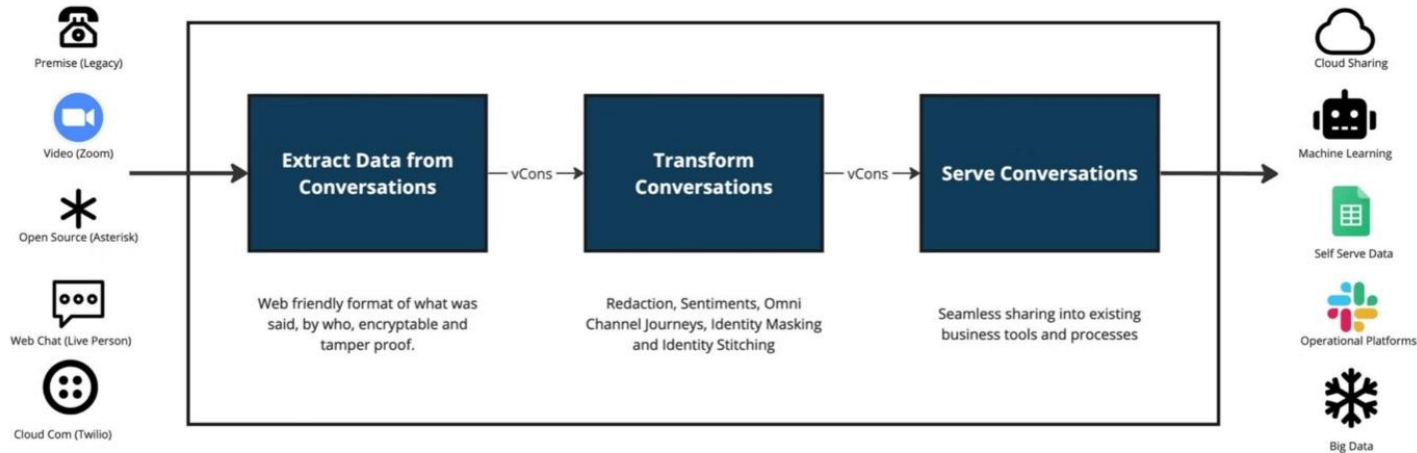 Premise (Legacy)
Video (Zoom)
Open Source (Asterisk)
Web Chat (Live Person)
Cloud Com (Twilio)
Extract Data from
Conversations
vCons
Transform
Conversations
vCons
Serve Conversations
Web friendly format of what was
said, by who, encryptable and
tamper proof.
Redaction, Sentiments, Omni
Channel Journeys, Identity Masking
and Identity Stitching
Seamless sharing into existing
business tools and processes
Cloud Sharing
Machine Learning
Self Serve Data
Operational Platforms
Big Data